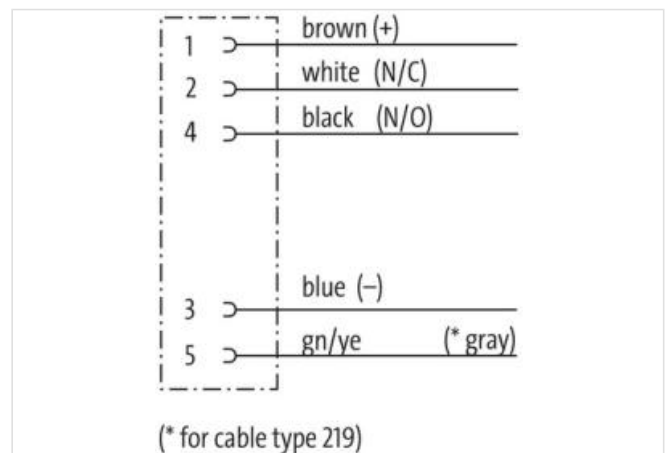 1 brown (+)
2 white (N/C)
4 black (N/O)
3 blue (–)
5 gn/ye (* gray)
(* for cable type 219)